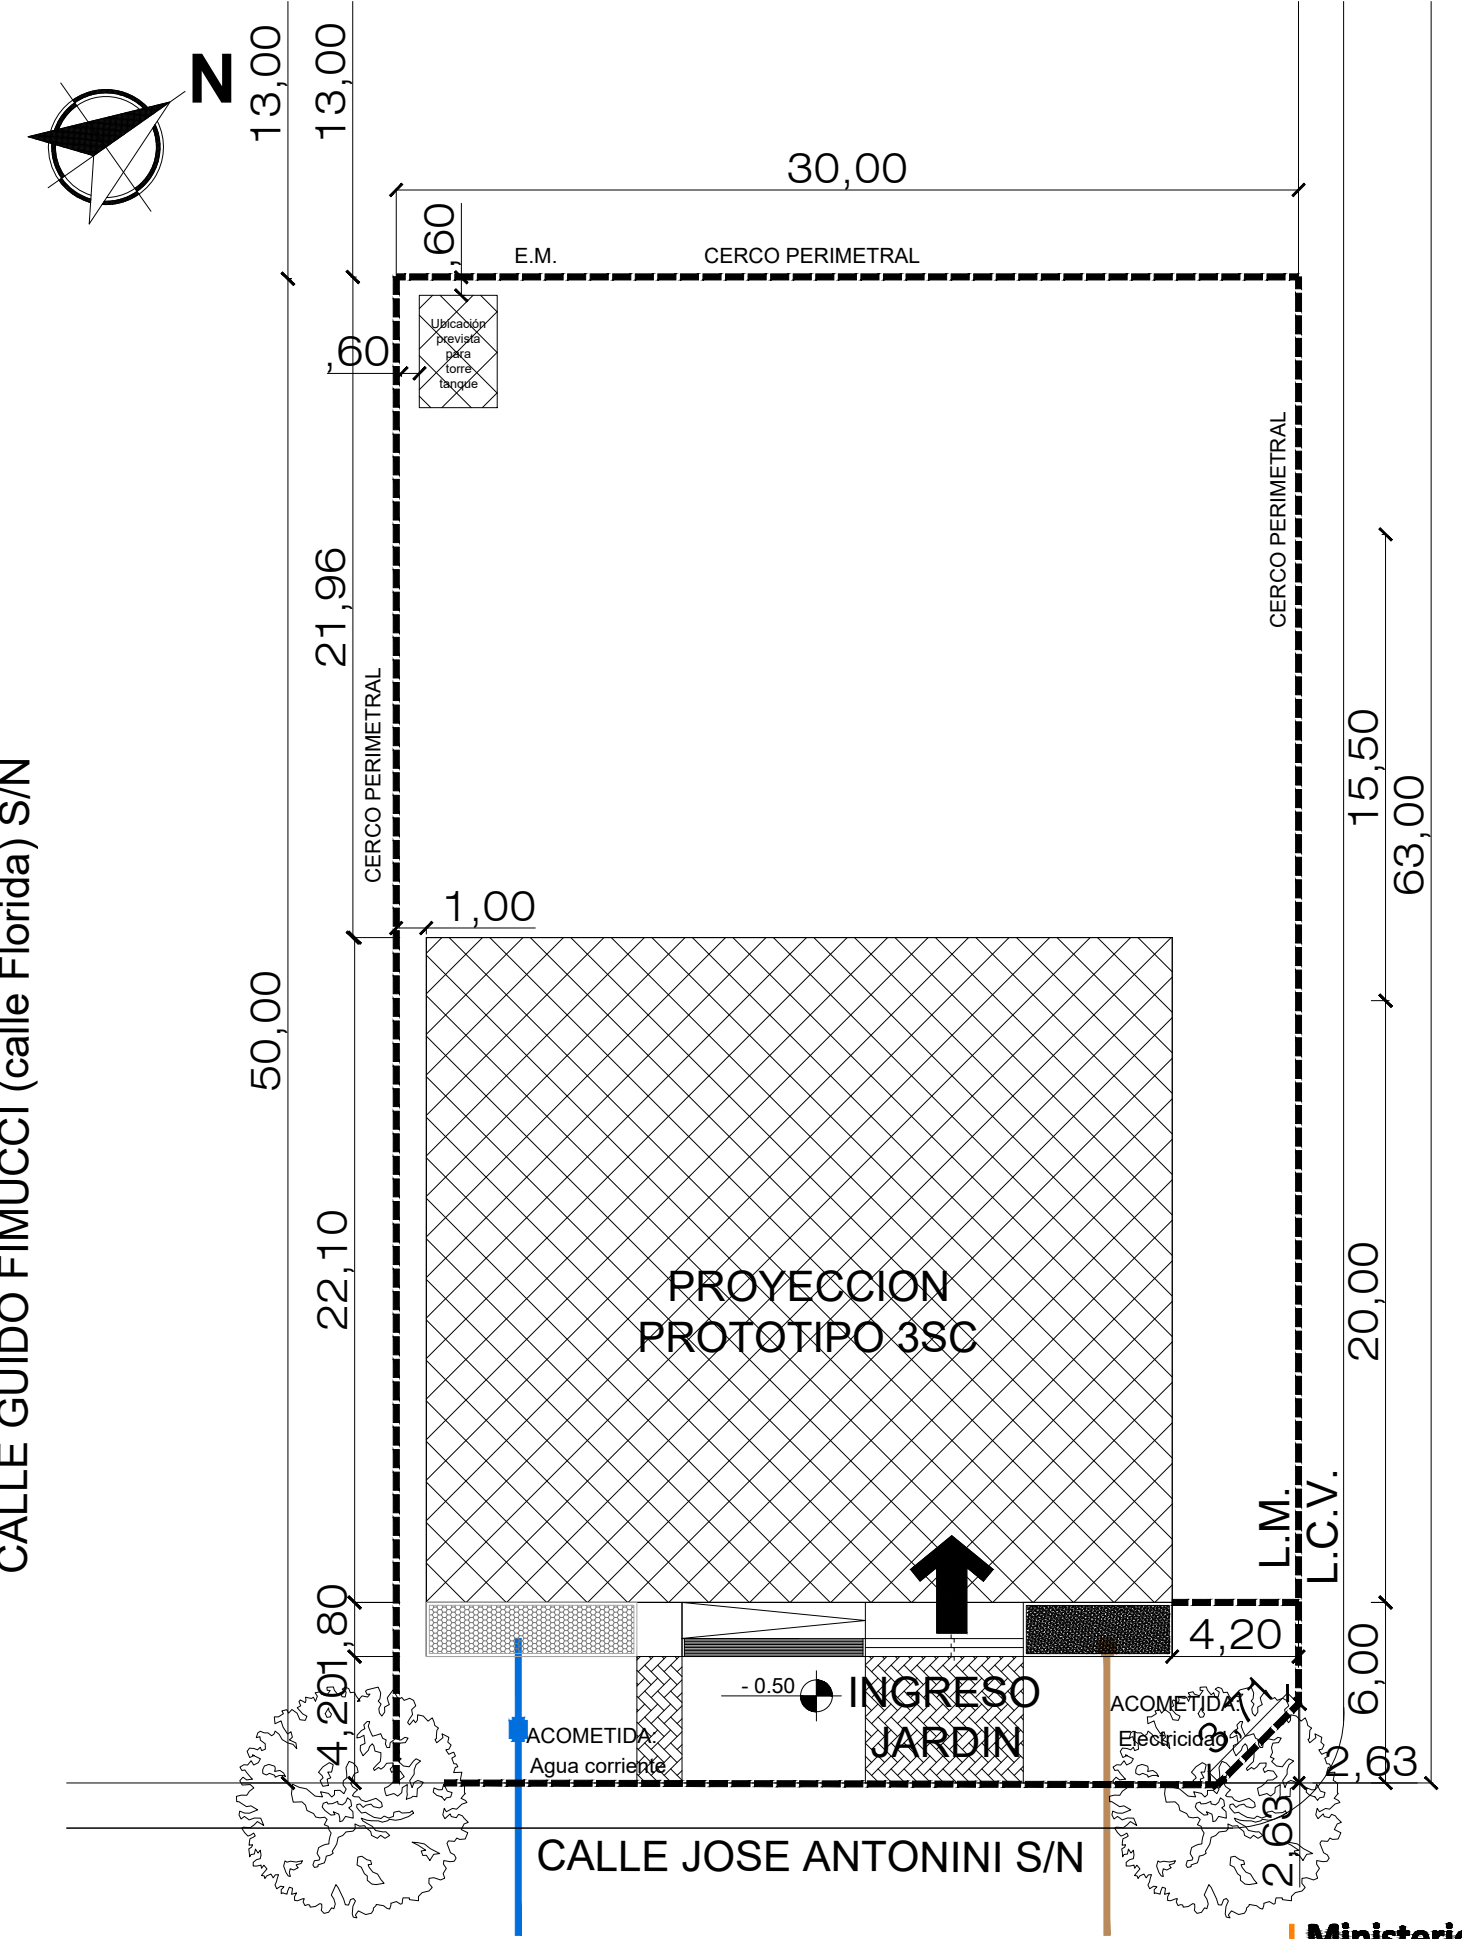 N
13,00
13,00
30,00
,60
E.M.
CERCO PERIMETRAL
Ubicación
prevista
para
torre
tanque
,60
CERCO PERIMETRAL
21,96
CERCO PERIMETRAL
15,50
63,00
CALLE GUIDO FIMUCCI (calle Florida) S/N
1,00
50,00
22,10
20,00
PROYECCION
PROTOTIPO 3SC
L.M.
L.C.V.
1,80
4,20
4,20
6,00
- 0.50
INGRESO
JARDIN
ACOMETIDA:
Agua corriente
ACOMETIDA:
Electricidad
3,71
2,63
2,63
CALLE JOSE ANTONINI S/N